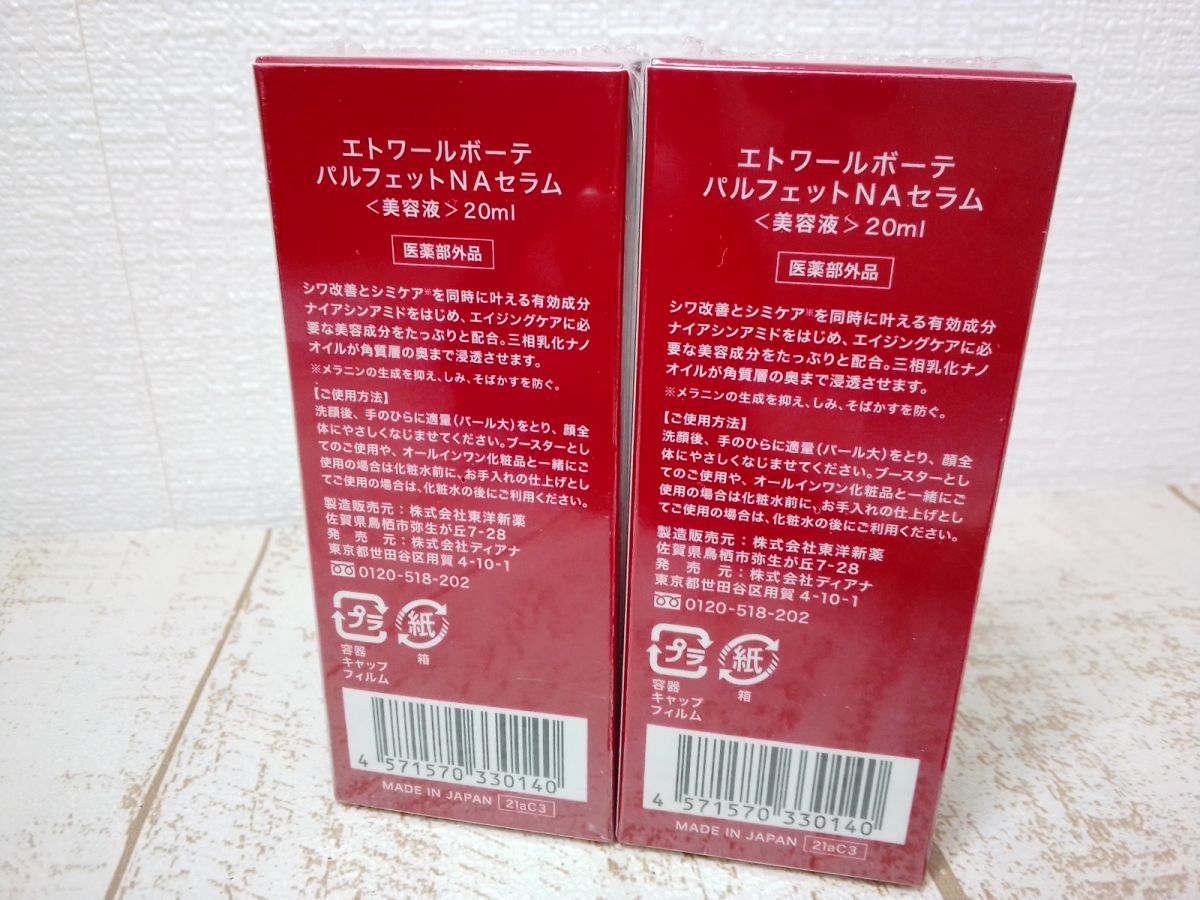 エトワールボーテ
パルフェットNAセラム
＜美容液＞20ml
医薬部外品
シワ改善とシミケア※を同時に叶える有効成分
ナイアシンアミドをはじめ、エイジングケアに必
要な美容成分をたっぷりと配合。三相乳化ナノ
オイルが角質層の奥まで浸透させます。
※メラニンの生成を抑え、しみ、そばかすを防ぐ。
【ご使用方法】
洗顔後、手のひらに適量（パール大）をとり、顔全
体にやさしくなじませてください。ブースターとし
てのご使用や、オールインワン化粧品と一緒にご
使用の場合は化粧水前に、お手入れの仕上げとし
てご使用の場合は、化粧水の後にご利用ください。
製造販売元：株式会社東洋新薬
佐賀県鳥栖市弥生が丘7-28
発 売 元：株式会社ディアナ
東京都世田谷区用賀4-10-1
0120-518-202
プラ 紙
容器 箱
キャップ
フィルム
4 571570 330140
MADE IN JAPAN 21aC3
エトワールボーテ
パルフェットNAセラム
＜美容液＞20ml
医薬部外品
シワ改善とシミケア※を同時に叶える有効成分
ナイアシンアミドをはじめ、エイジングケアに必
要な美容成分をたっぷりと配合。三相乳化ナノ
オイルが角質層の奥まで浸透させます。
※メラニンの生成を抑え、しみ、そばかすを防ぐ。
【ご使用方法】
洗顔後、手のひらに適量（パール大）をとり、顔全
体にやさしくなじませてください。ブースターとし
てのご使用や、オールインワン化粧品と一緒にご
使用の場合は化粧水前に、お手入れの仕上げとし
てご使用の場合は、化粧水の後にご利用ください。
製造販売元：株式会社東洋新薬
佐賀県鳥栖市弥生が丘7-28
発 売 元：株式会社ディアナ
東京都世田谷区用賀4-10-1
0120-518-202
プラ 紙
容器 箱
キャップ
フィルム
4 571570 330140
MADE IN JAPAN 21aC3